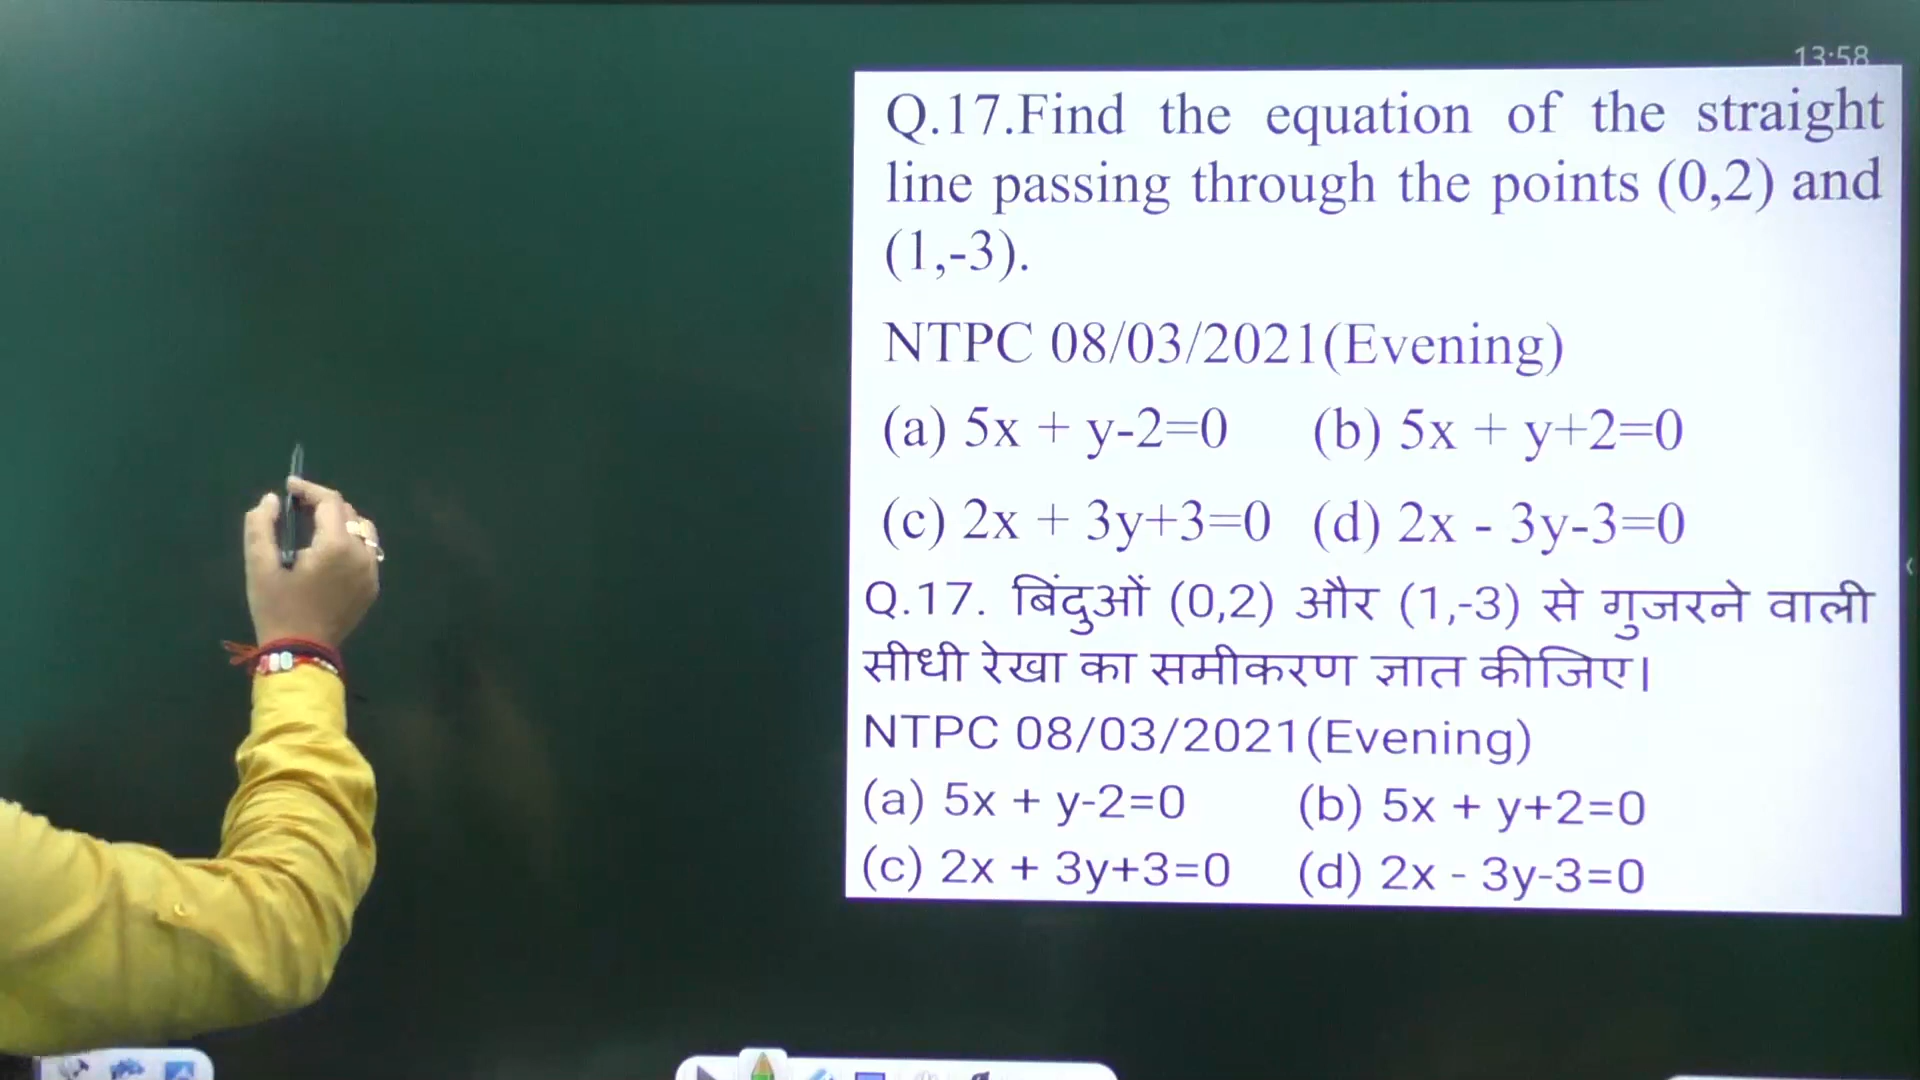 13:58
Q.17.Find the equation of the straight
line passing through the points (0,2) and
(1,-3).
NTPC 08/03/2021(Evening)
(a) 5x + y-2=0 (b) 5x + y+2=0
(c) 2x + 3y+3=0 (d) 2x - 3y-3=0
Q.17. बिंदुओं (0,2) और (1,-3) से गुजरने वाली
सीधी रेखा का समीकरण ज्ञात कीजिए।
NTPC 08/03/2021(Evening)
(a) 5x + y-2=0 (b) 5x + y+2=0
(c) 2x + 3y+3=0 (d) 2x - 3y-3=0